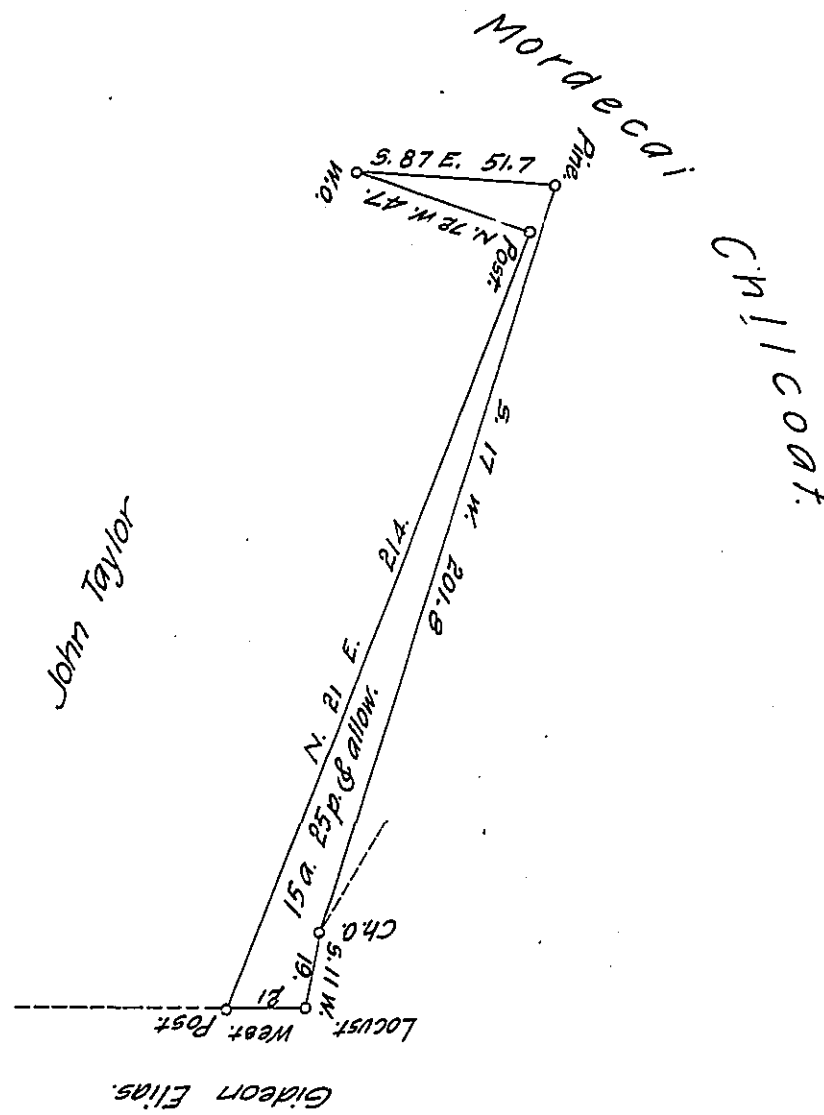 Mordecai Chilcoat.
S. 87 E. 51.7
Pine.
W.O.
N. 72 W. 47.
Post.
S. 17 W. 201.8
214.
N. 21 E.
John Taylor
15 a. 25 p. & allow.
Ch.O.
S. 11 W.
19.
21
West
Post.
Locust.
Gideon Elias.